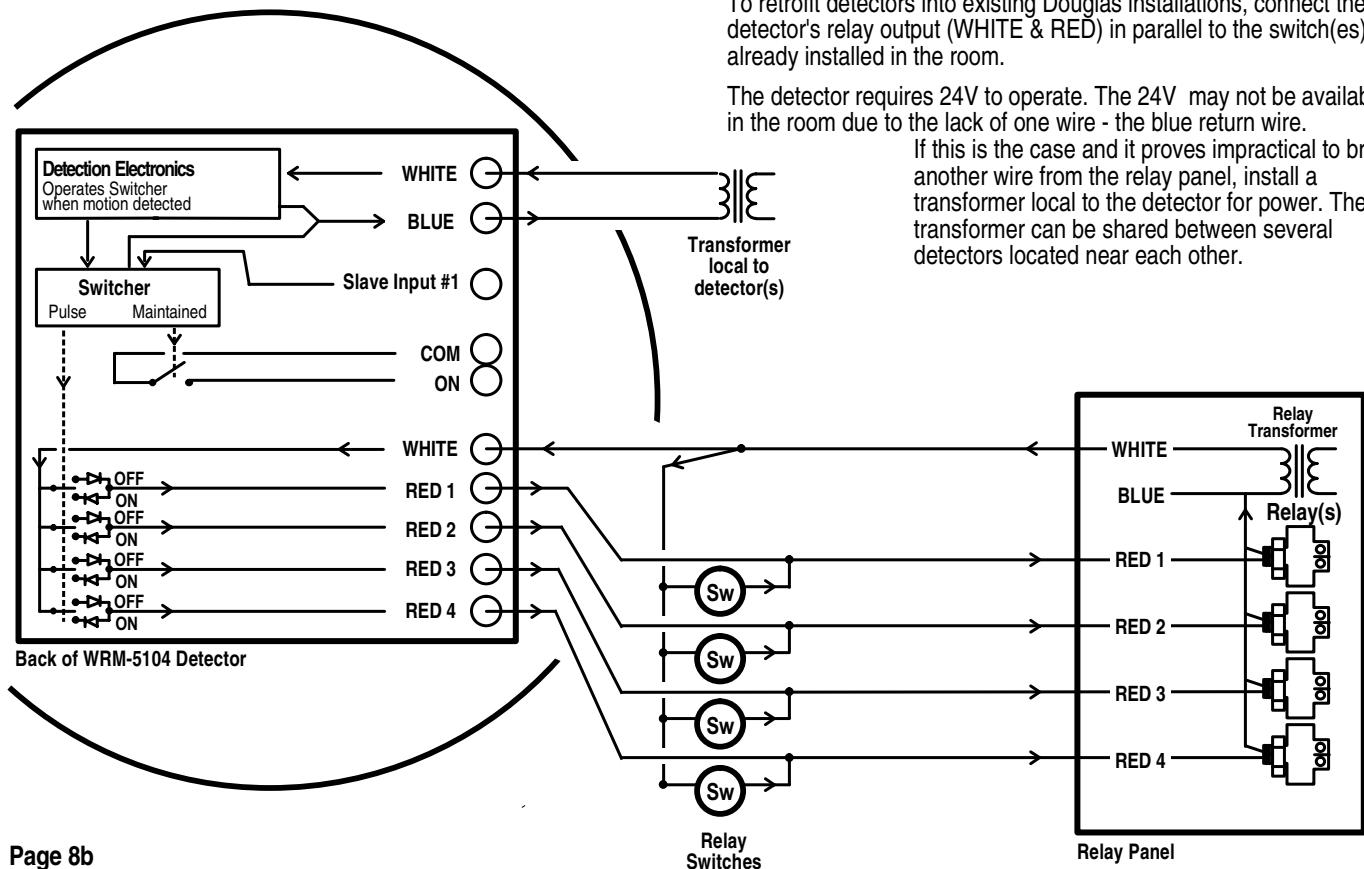 To retrofit detectors into existing Douglas installations, connect the
detector's relay output (WHITE & RED) in parallel to the switch(es)
already installed in the room.
The detector requires 24V to operate. The 24V may not be
in the room due to the lack of one wire - the blue return wire.
If this is the case and it proves impractical to
another wire from the relay panel, install a
transformer local to the detector for power. The
transformer can be shared between several
detectors located near each other.
Detection Electronics
Operates Switcher
when motion detected
WHITE
BLUE
Transformer
local to
detector(s)
Switcher
Pulse Maintained
Slave Input #1
COM
ON
WHITE
RED 1
RED 2
RED 3
RED 4
OFF
ON
OFF
ON
OFF
ON
OFF
ON
Back of WRM-5104 Detector
Sw
Sw
Sw
Sw
Relay
Switches
Relay
Transformer
WHITE
BLUE
Relay(s)
RED 1
RED 2
RED 3
RED 4
Relay Panel
Page 8b